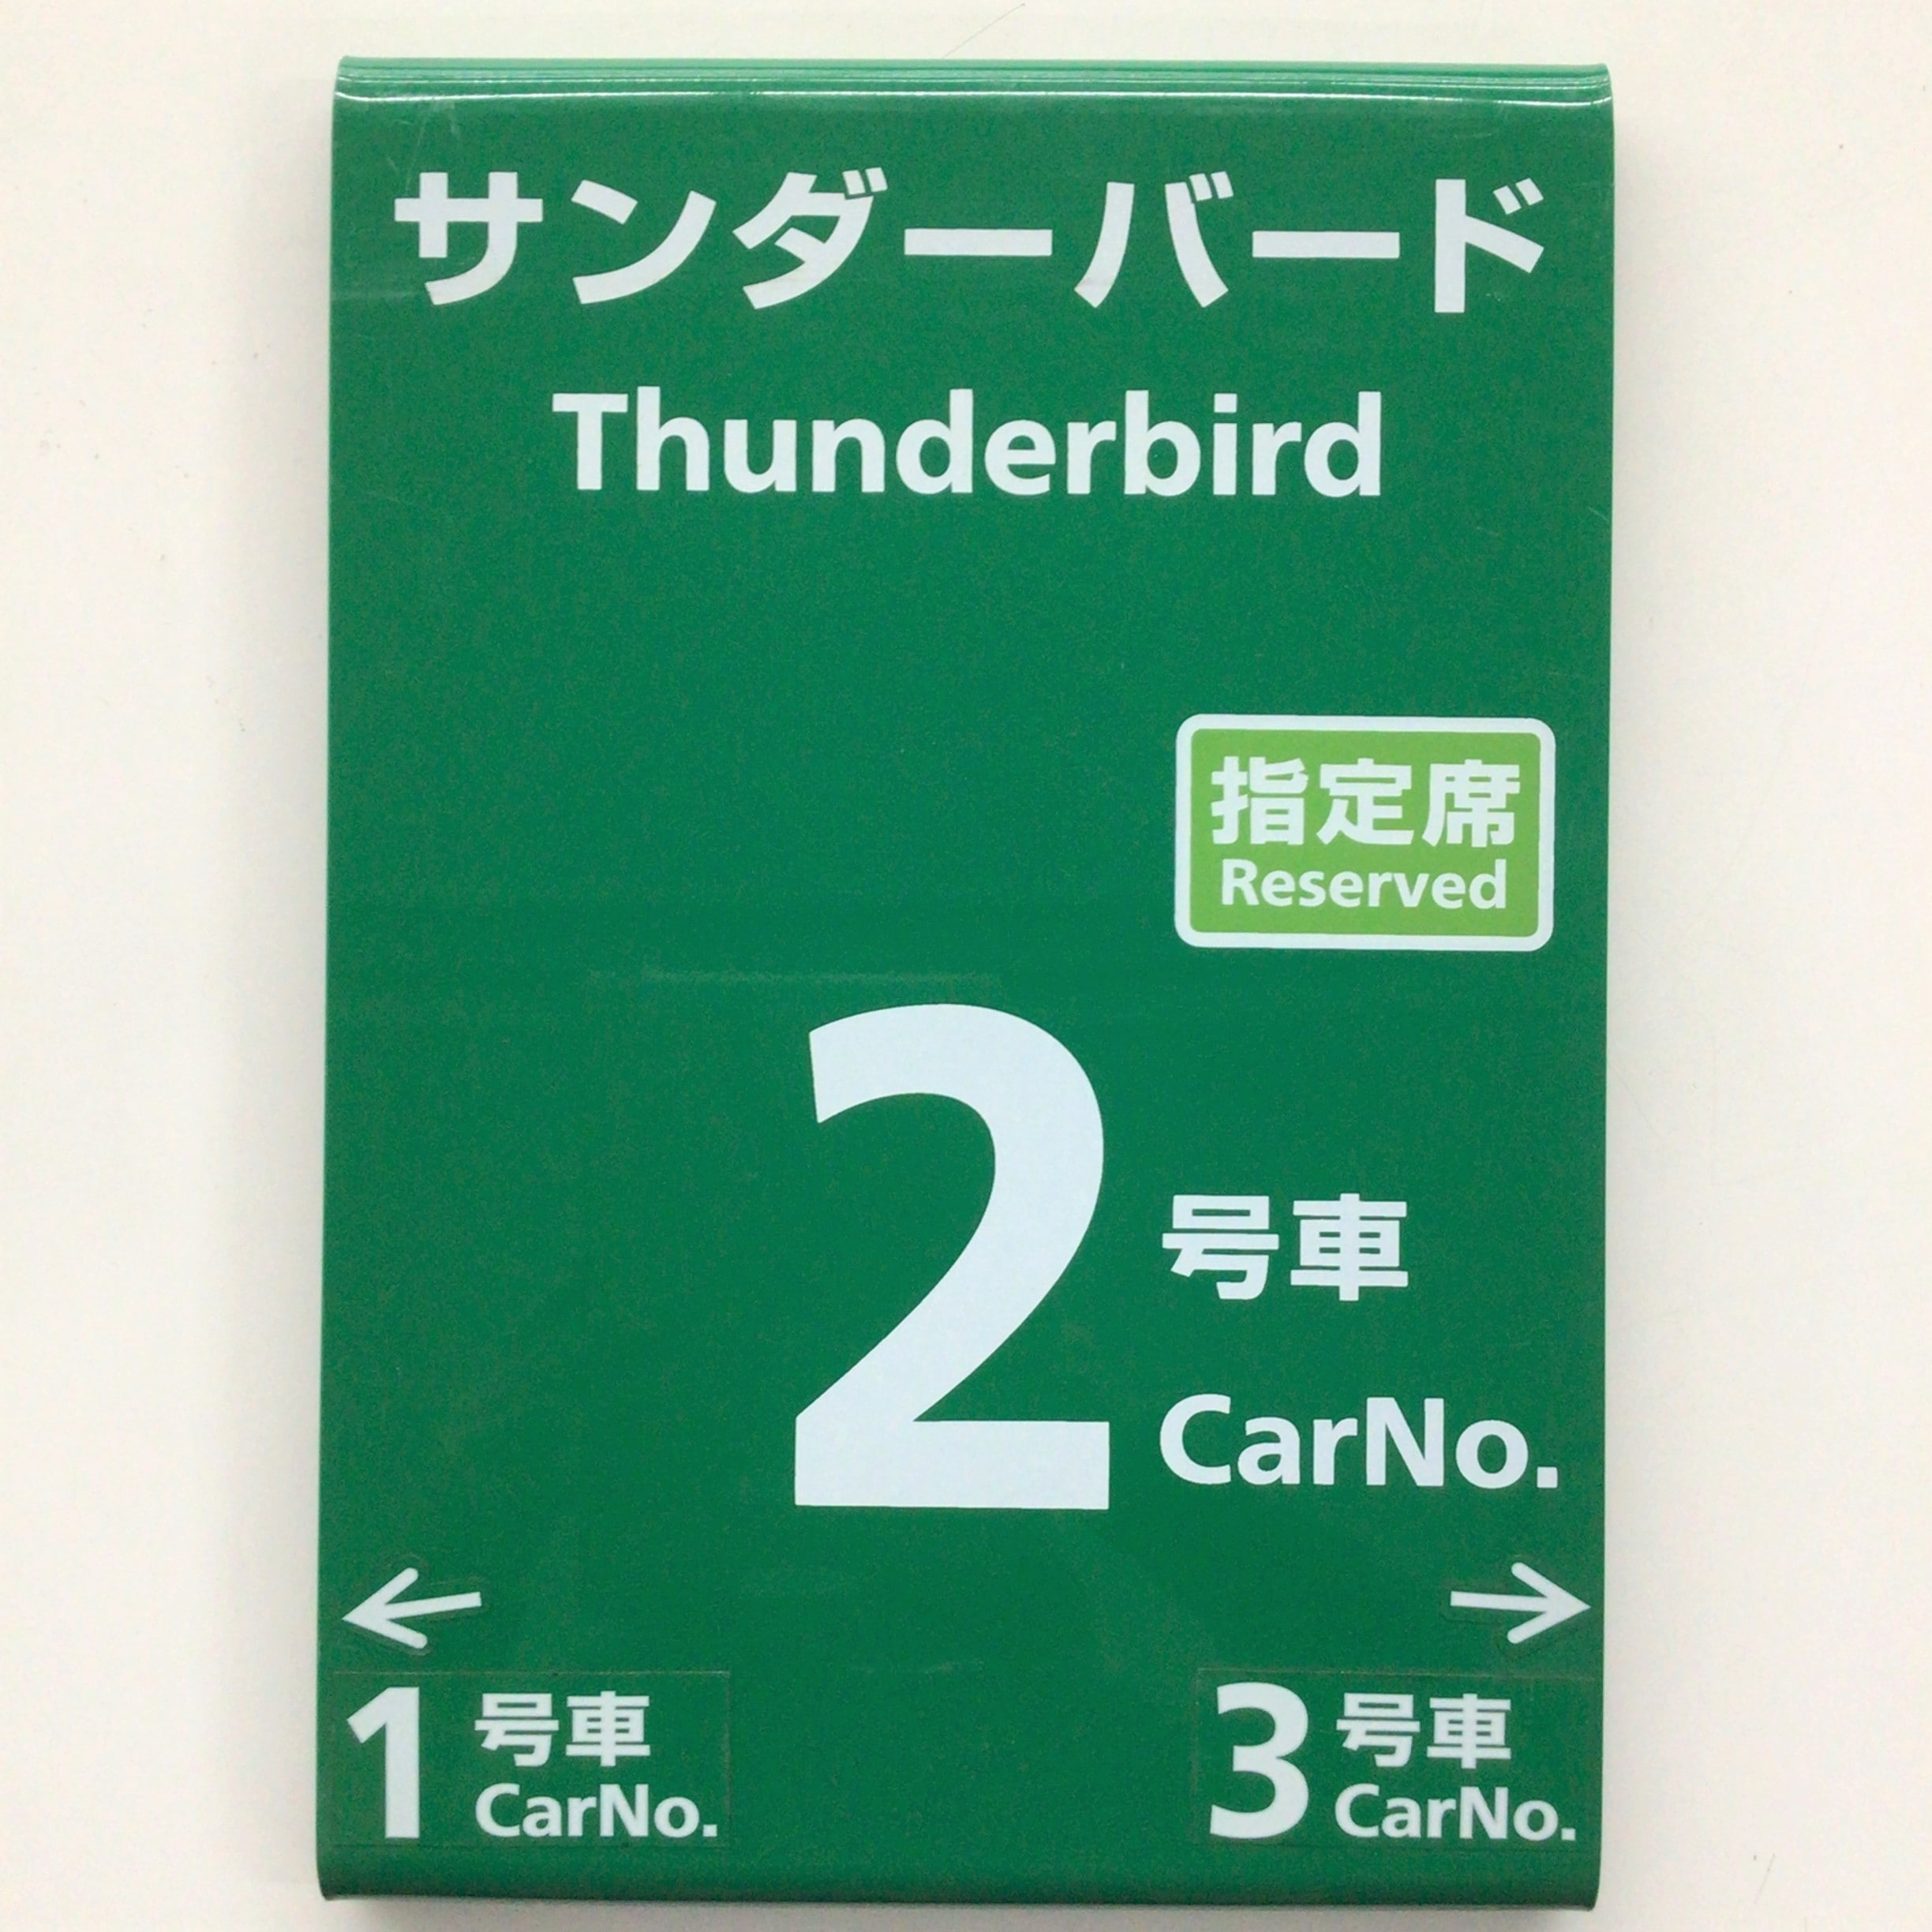 サンダーバード
Thunderbird
指定席
Reserved
2 号車
CarNo.
← →
1 号車
CarNo.
3 号車
CarNo.